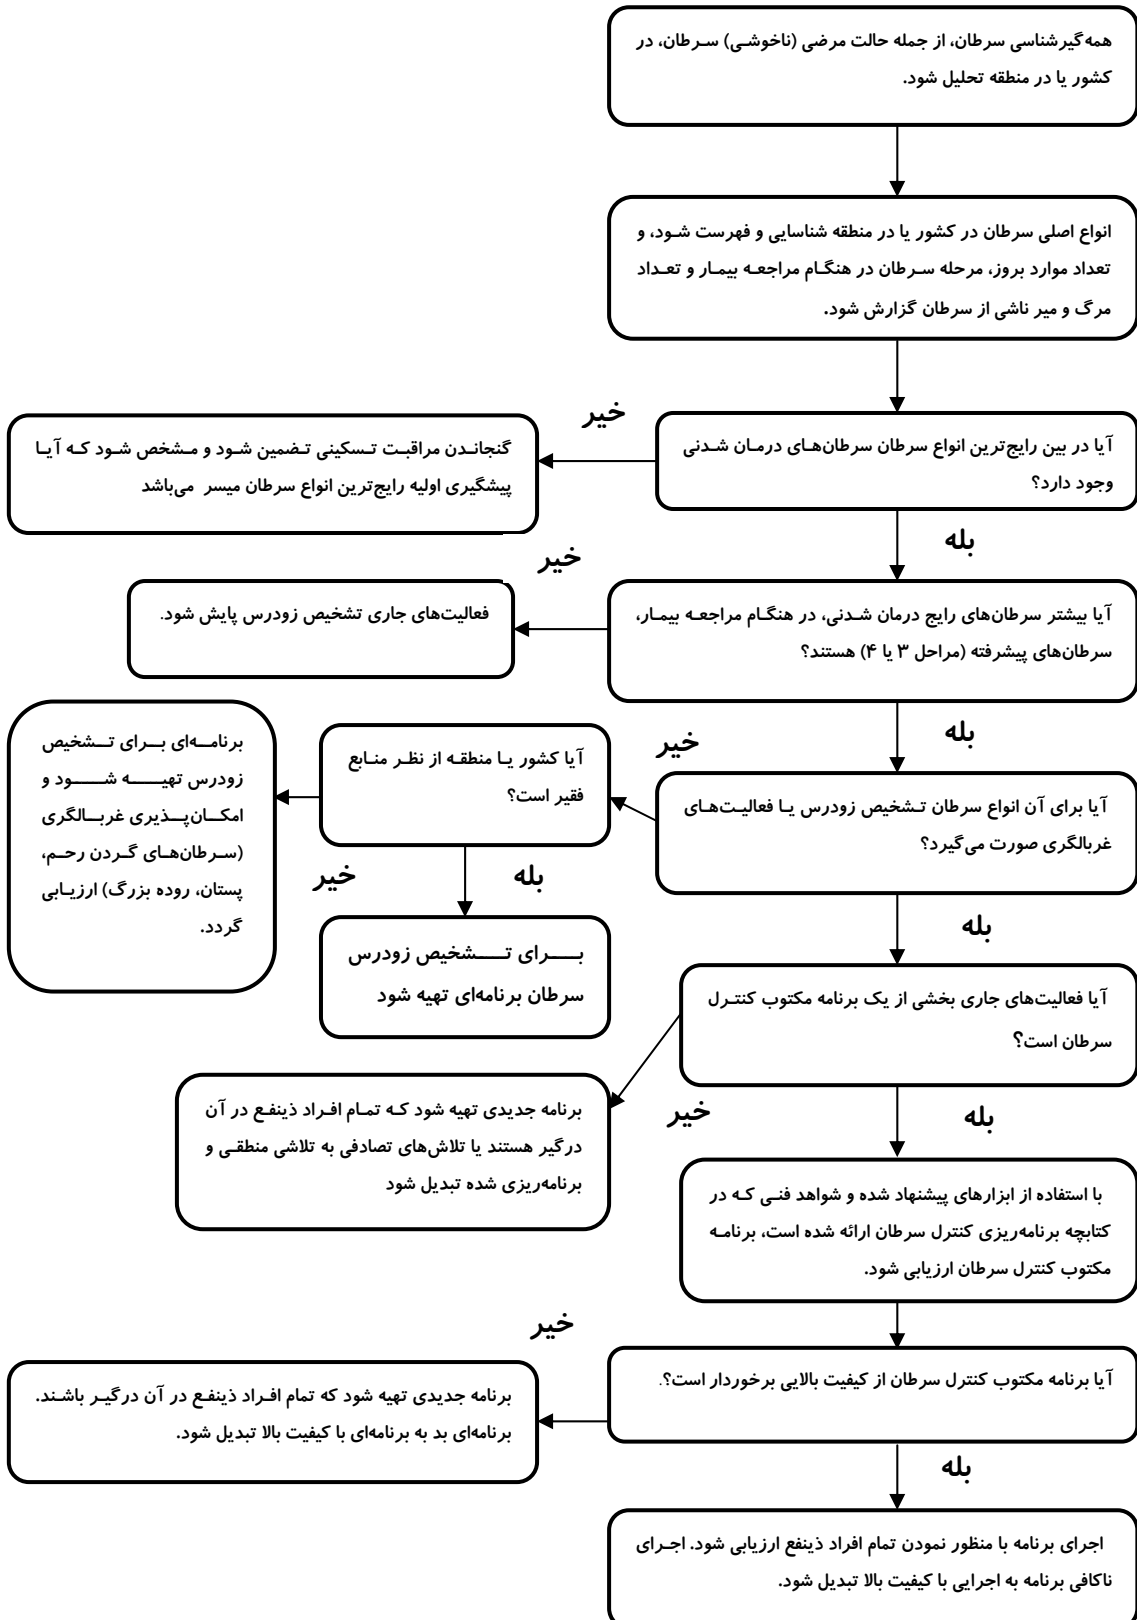 همه‌گیرشناسی سرطان، از جمله حالت مرضی (ناخوشی) سرطان، در
کشور یا در منطقه تحلیل شود.
انواع اصلی سرطان در کشور یا در منطقه شناسایی و فهرست شود، و
تعداد موارد بروز، مرحله سرطان در هنگام مراجعه بیمار و تعداد
مرگ و میر ناشی از سرطان گزارش شود.
آیا در بین رایج‌ترین انواع سرطان سرطان‌های درمان شدنی
وجود دارد؟
خیر
گنجاندن مراقبت تسکینی تضمین شود و مشخص شود که آیا
پیشگیری اولیه رایج‌ترین انواع سرطان میسر می‌باشد
بله
آیا بیشتر سرطان‌های رایج درمان شدنی، در هنگام مراجعه بیمار،
سرطان‌های پیشرفته (مراحل ۳ یا ۴) هستند؟
خیر
فعالیت‌های جاری تشخیص زودرس پایش شود.
بله
آیا برای آن انواع سرطان تشخیص زودرس یا فعالیت‌های
غربالگری صورت می‌گیرد؟
خیر
آیا کشور یا منطقه از نظر منابع
فقیر است؟
خیر
برنامه‌ای برای تشخیص
زودرس تهیه شود و
امکان‌پذیری غربالگری
(سرطان‌های گردن رحم،
پستان، روده بزرگ) ارزیابی
گردد.
بله
برای تشخیص زودرس
سرطان برنامه‌ای تهیه شود
بله
آیا فعالیت‌های جاری بخشی از یک برنامه مکتوب کنترل
سرطان است؟
خیر
برنامه جدیدی تهیه شود که تمام افراد ذینفع در آن
درگیر هستند یا تلاش‌های تصادفی به تلاشی منطقی و
برنامه‌ریزی شده تبدیل شود
بله
با استفاده از ابزارهای پیشنهاد شده و شواهد فنی که در
کتابچه برنامه‌ریزی کنترل سرطان ارائه شده است، برنامه
مکتوب کنترل سرطان ارزیابی شود.
آیا برنامه مکتوب کنترل سرطان از کیفیت بالایی برخوردار است؟.
خیر
برنامه جدیدی تهیه شود که تمام افراد ذینفع در آن درگیر باشند.
برنامه‌ای بد به برنامه‌ای با کیفیت بالا تبدیل شود.
بله
اجرای برنامه با منظور نمودن تمام افراد ذینفع ارزیابی شود. اجرای
ناکافی برنامه به اجرایی با کیفیت بالا تبدیل شود.